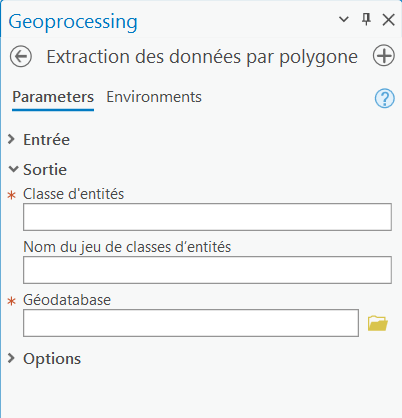 Geoprocessing
Extraction des données par polygone
Parameters Environments
Entrée
Sortie
* Classe d'entités
Nom du jeu de classes d’entités
* Géodatabase
Options